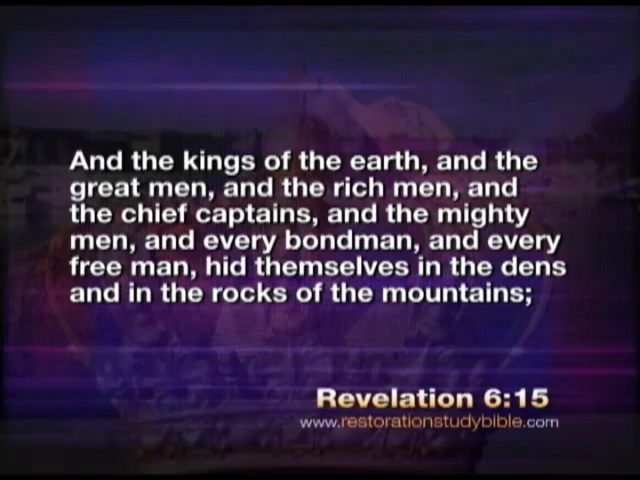 And the kings of the earth, and the
great men, and the rich men, and
the chief captains, and the mighty
men, and every bondman, and every
free man, hid themselves in the dens
and in the rocks of the mountains;
Revelation 6:15
www.restorationstudybible.com